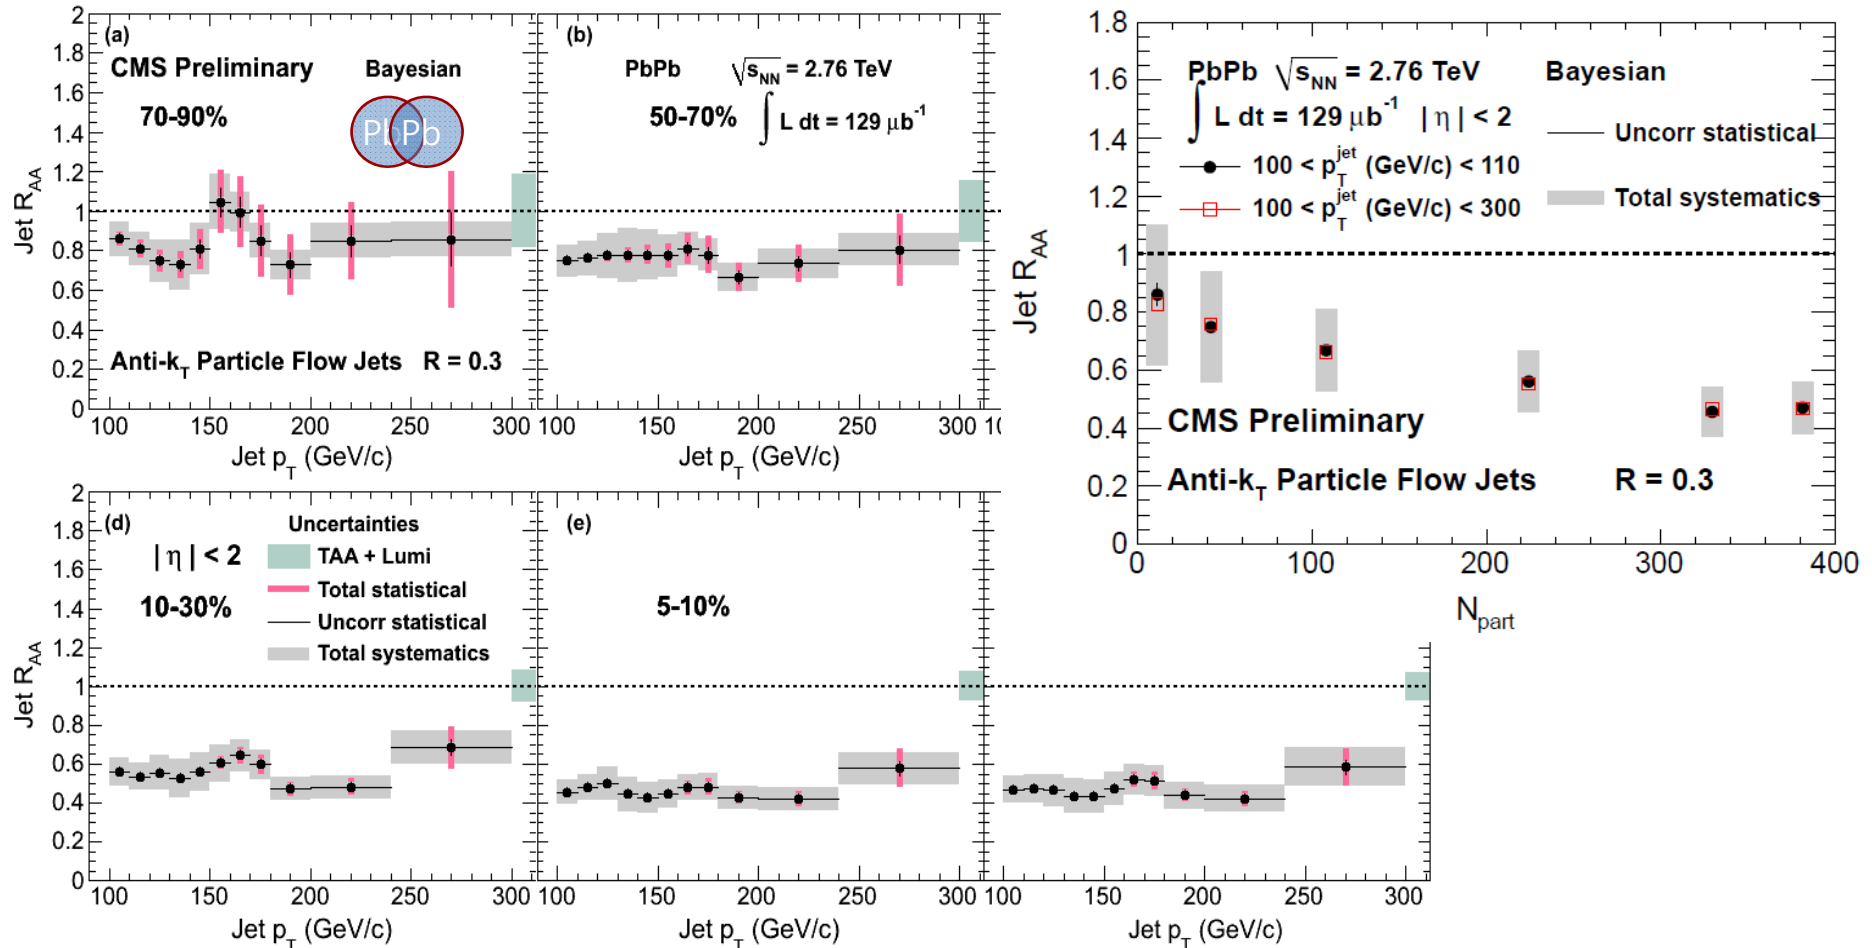 (a)
CMS Preliminary
Bayesian
70-90%
PbPb
Anti-k_T Particle Flow Jets R = 0.3
Jet R_AA
2
1.8
1.6
1.4
1.2
1
0.8
0.6
0.4
0.2
0
100 150 200 250 300
Jet p_T (GeV/c)
(b)
PbPb √s_NN = 2.76 TeV
50-70% ∫ L dt = 129 μb^-1
100 150 200 250 300 10
Jet p_T (GeV/c)
1.8
1.6
1.4
1.2
1
0.8
0.6
0.4
0.2
0
Jet R_AA
PbPb √s_NN = 2.76 TeV Bayesian
∫ L dt = 129 μb^-1 | η | < 2
Uncorr statistical
100 < p_T^jet (GeV/c) < 110
100 < p_T^jet (GeV/c) < 300
Total systematics
CMS Preliminary
Anti-k_T Particle Flow Jets R = 0.3
0 100 200 300 400
N_part
(d)
Uncertainties
| η | < 2
TAA + Lumi
Total statistical
10-30%
Uncorr statistical
Total systematics
Jet R_AA
2
1.8
1.6
1.4
1.2
1
0.8
0.6
0.4
0.2
0
100 150 200 250 300
Jet p_T (GeV/c)
(e)
5-10%
100 150 200 250 300
Jet p_T (GeV/c)
100 150 200 250 300
Jet p_T (GeV/c)